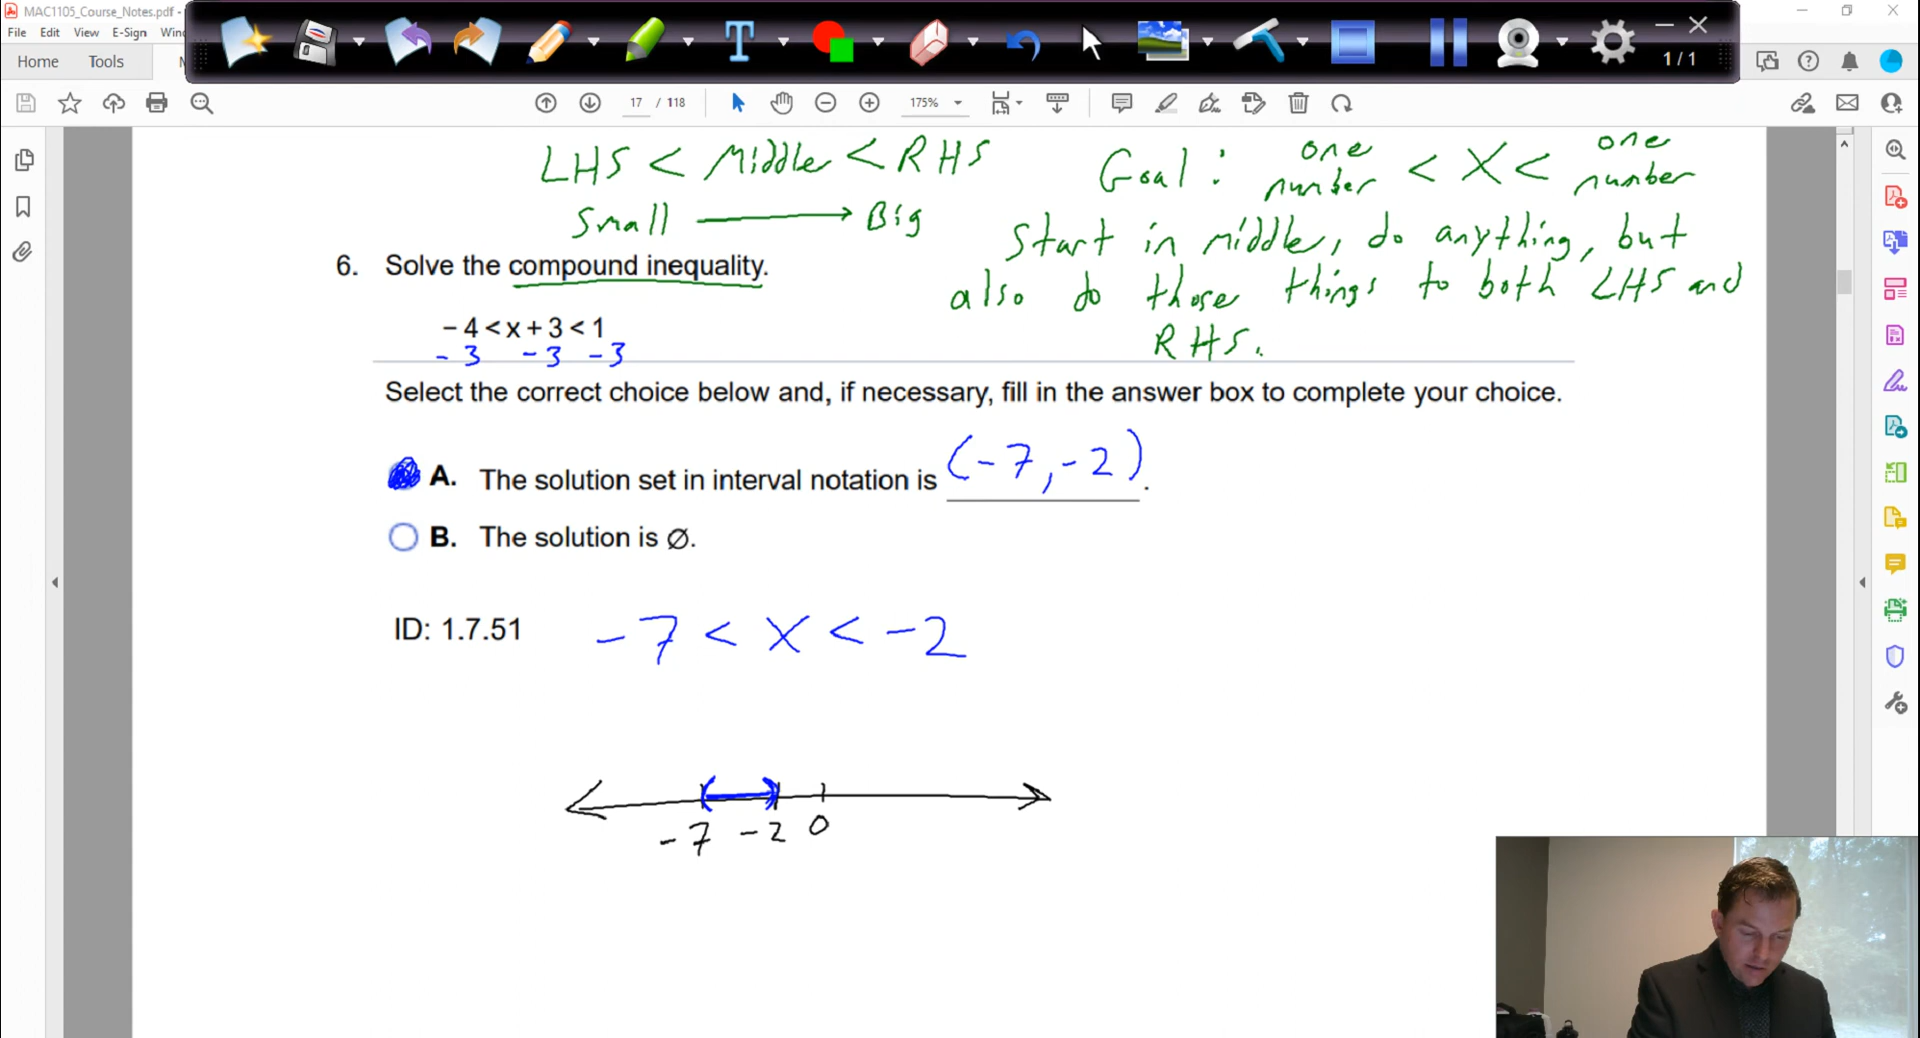 MAC1105_Course_Notes.pdf -
File Edit View E-Sign
1/1
Home Tools
17 / 118
175%
LHS < Middle < RHS
Small → Big
Goal: one number < X < one number
Start in middle, do anything, but
also do those things to both LHS and
RHS.
6. Solve the compound inequality.
- 4 < x + 3 < 1
- 3 - 3 - 3
Select the correct choice below and, if necessary, fill in the answer box to complete your choice.
A. The solution set in interval notation is (-7, -2).
B. The solution is ∅.
ID: 1.7.51
-7 < X < -2
-7 -2 0